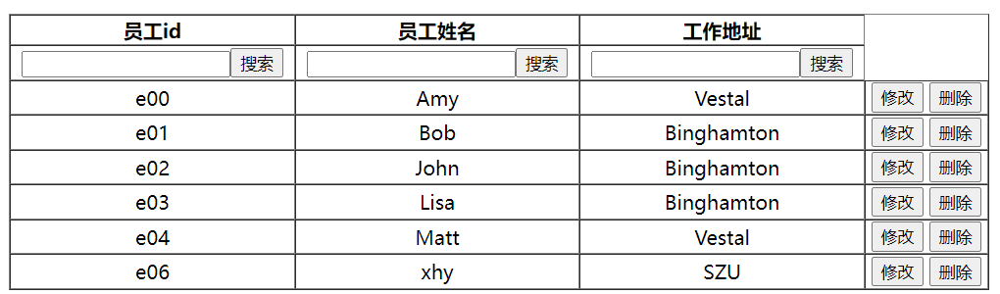 员工id 员工姓名 工作地址
搜索 搜索 搜索
e00 Amy Vestal 修改 删除
e01 Bob Binghamton 修改 删除
e02 John Binghamton 修改 删除
e03 Lisa Binghamton 修改 删除
e04 Matt Vestal 修改 删除
e06 xhy SZU 修改 删除